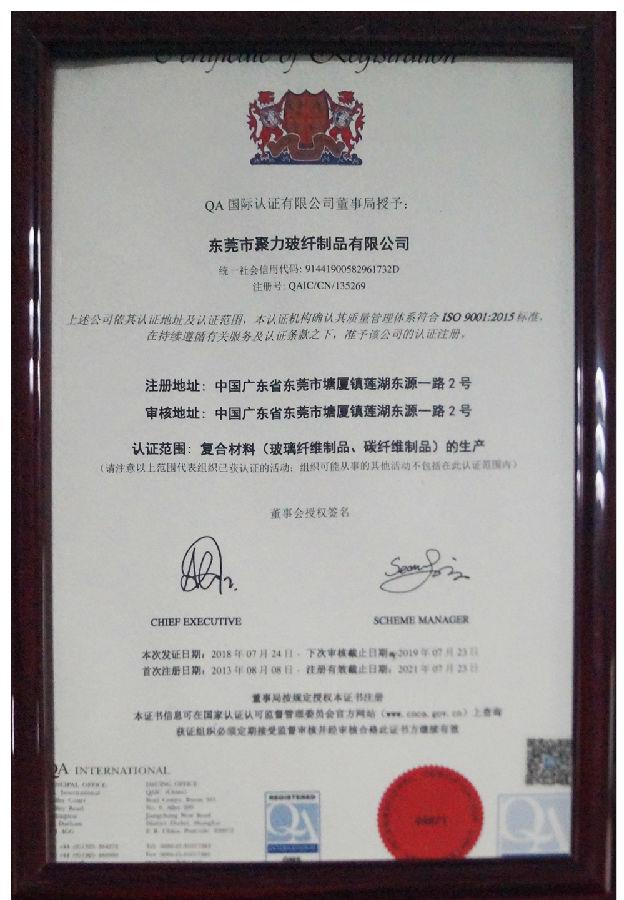 Certificate of Registration
QA 国际认证有限公司董事局授予:
东莞市聚力玻纤制品有限公司
统一社会信用代码: 91441900582961732D
注册号: QAIC/CN/135269
上述公司依其认证地址及认证范围，本认证机构确认其质量管理体系符合 ISO 9001:2015 标准，
在持续遵循有关服务及认证条款之下，准予该公司的认证注册。
注册地址: 中国广东省东莞市塘厦镇莲湖东源一路 2 号
审核地址: 中国广东省东莞市塘厦镇莲湖东源一路 2 号
认证范围: 复合材料（玻璃纤维制品、碳纤维制品）的生产
（请注意以上范围代表组织已获认证的活动；组织可能从事的其他活动不包括在此认证范围内）
董事会授权签名
CHIEF EXECUTIVE
SCHEME MANAGER
本次发证日期: 2018 年 07 月 24 日 - 下次审核截止日期: 2019 年 07 月 23 日
首次注册日期: 2013 年 08 月 08 日 - 注册有效截止日期: 2021 年 07 月 23 日
董事局按规定授权本证书注册
本证书信息可在国家认证认可监督管理委员会官方网站（www.cnca.gov.cn）上查询
获证组织必须定期接受监督审核并经审核合格此证书方继续有效
QA INTERNATIONAL
ISSUING OFFICE
REGISTERED
QA
QA